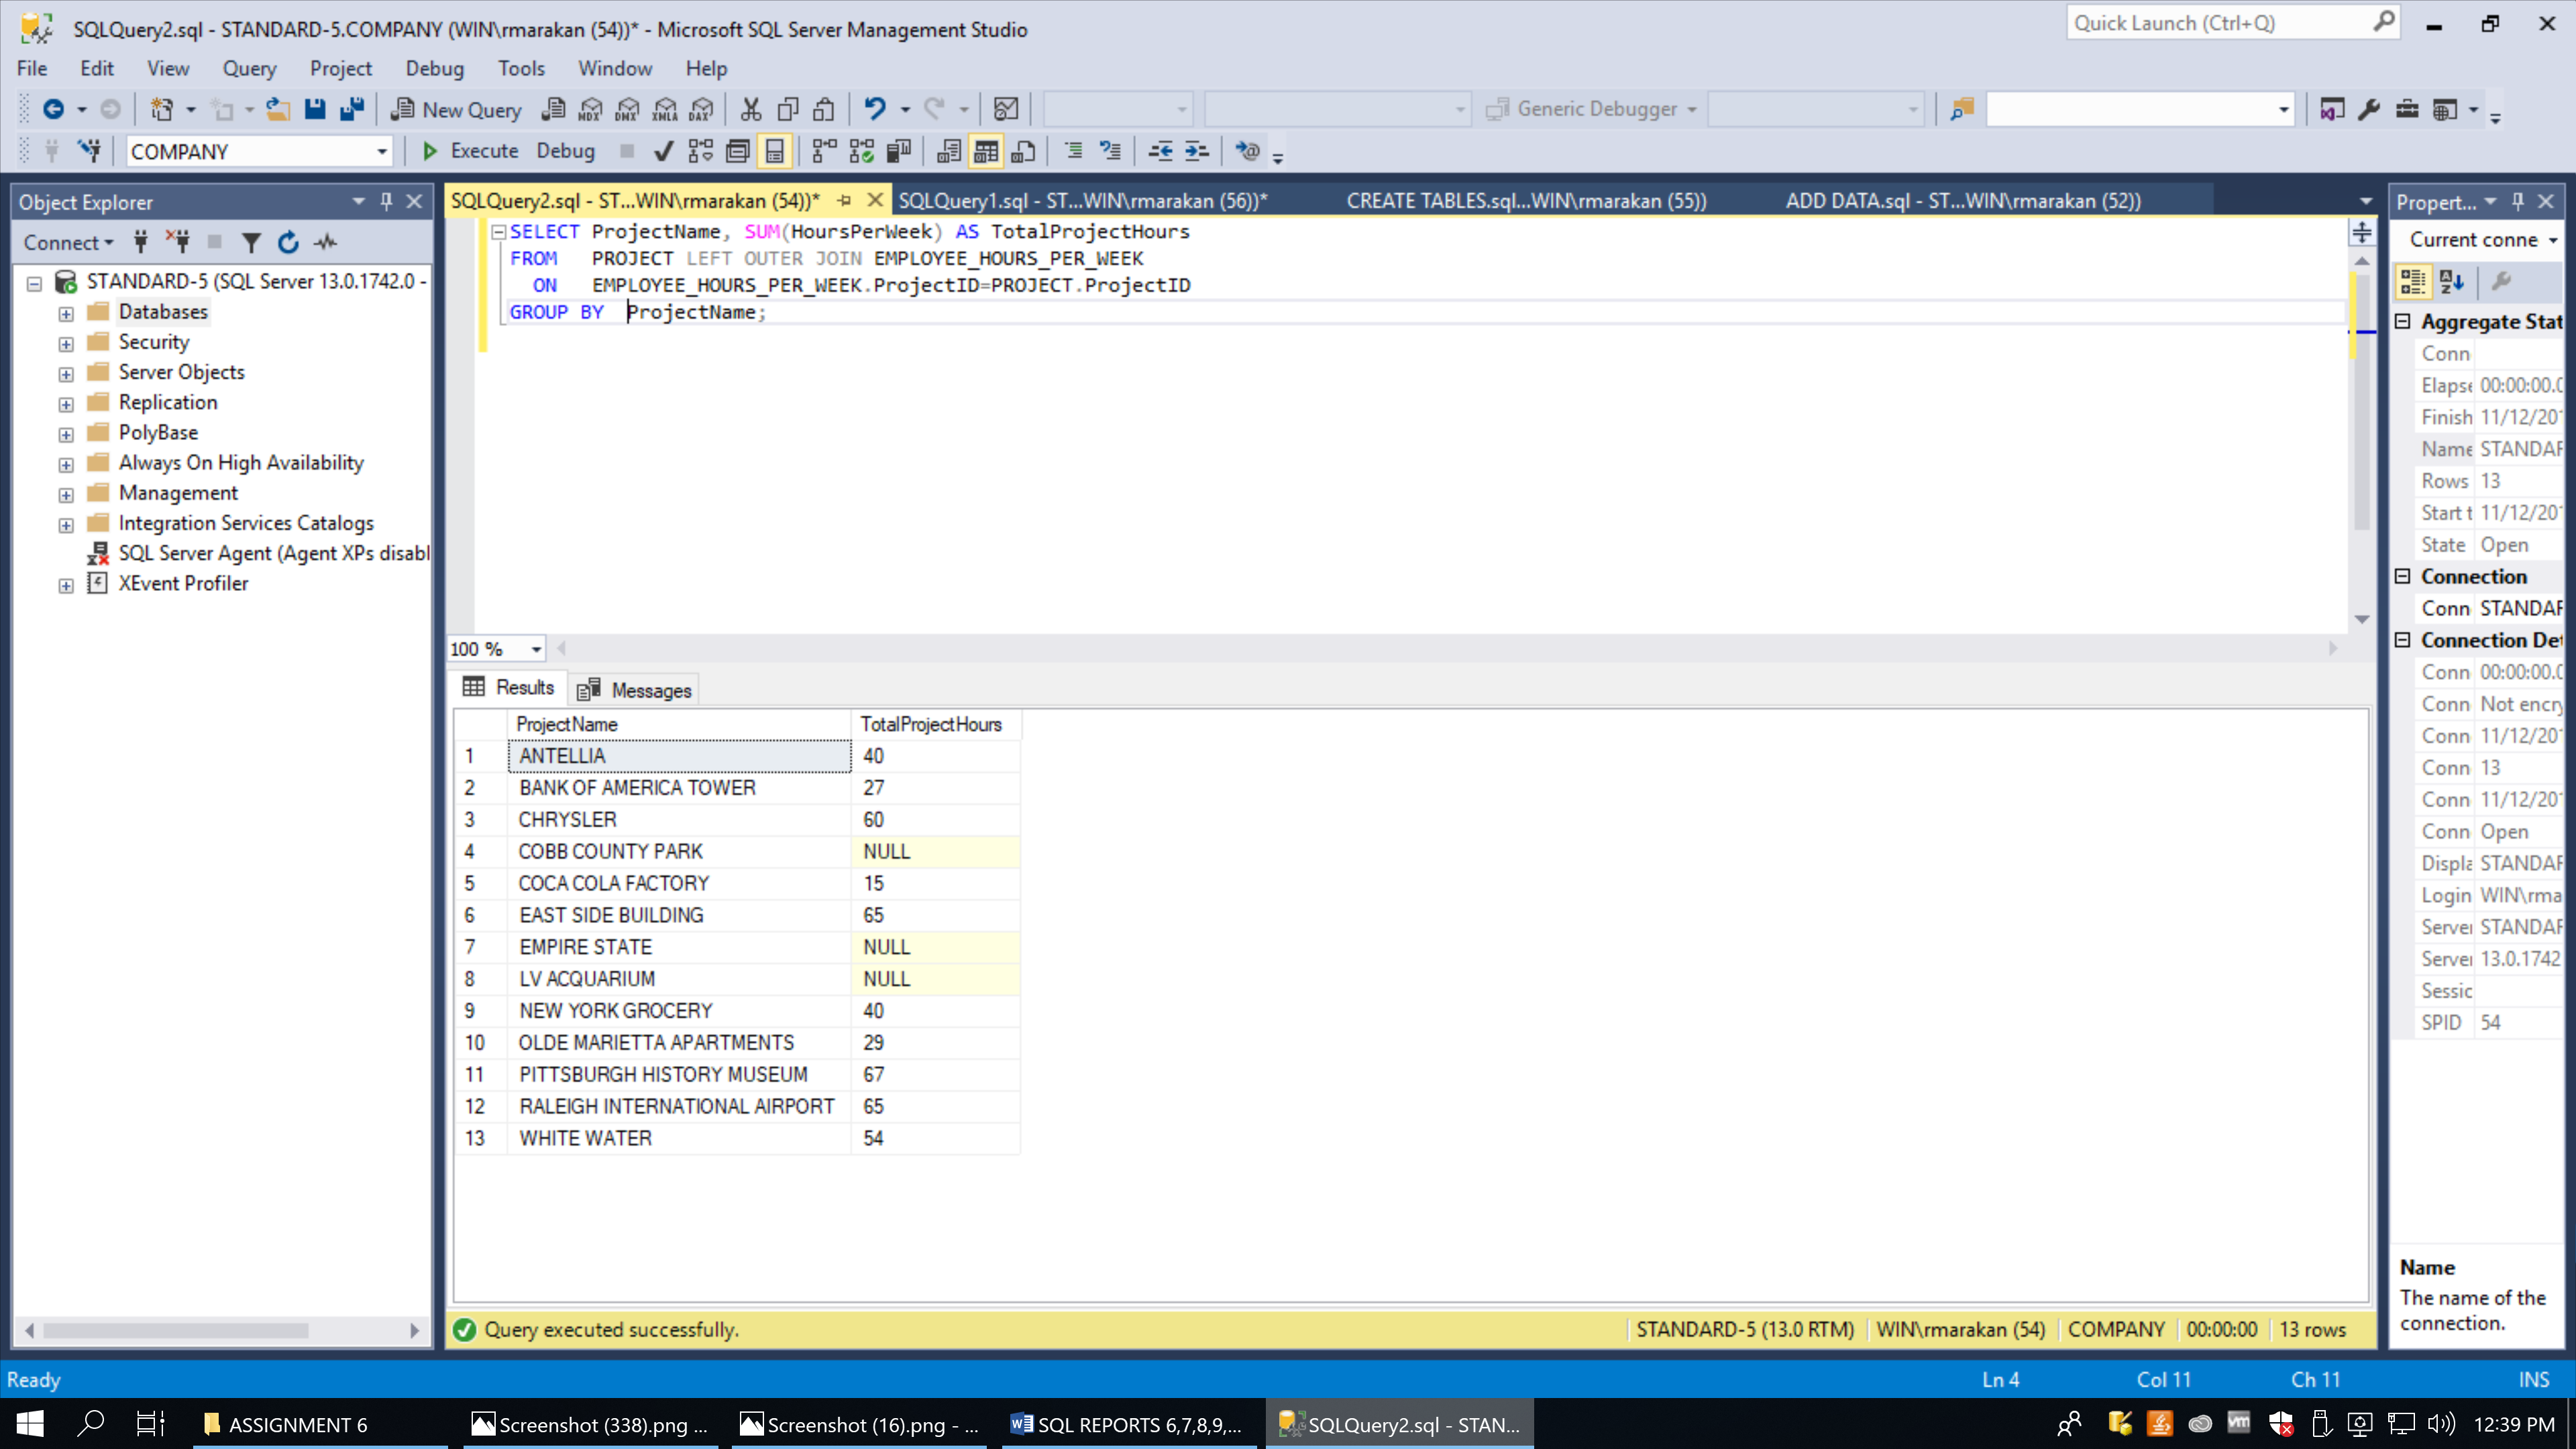 SQLQuery2.sql - STANDARD-5.COMPANY (WIN\rmarakan (54))* - Microsoft SQL Server Management Studio
Quick Launch (Ctrl+Q)
File Edit View Query Project Debug Tools Window Help
New Query MDX DMX XMLA DAX Generic Debugger
COMPANY Execute Debug
Object Explorer
Connect
STANDARD-5 (SQL Server 13.0.1742.0 -
Databases
Security
Server Objects
Replication
PolyBase
Always On High Availability
Management
Integration Services Catalogs
SQL Server Agent (Agent XPs disabl
XEvent Profiler
SQLQuery2.sql - ST...WIN\rmarakan (54))* SQLQuery1.sql - ST...WIN\rmarakan (56))* CREATE TABLES.sql...WIN\rmarakan (55)) ADD DATA.sql - ST...WIN\rmarakan (52))
SELECT ProjectName, SUM(HoursPerWeek) AS TotalProjectHours
FROM PROJECT LEFT OUTER JOIN EMPLOYEE_HOURS_PER_WEEK
ON EMPLOYEE_HOURS_PER_WEEK.ProjectID=PROJECT.ProjectID
GROUP BY ProjectName;
100 %
Results Messages
ProjectName TotalProjectHours
1 ANTELLIA 40
2 BANK OF AMERICA TOWER 27
3 CHRYSLER 60
4 COBB COUNTY PARK NULL
5 COCA COLA FACTORY 15
6 EAST SIDE BUILDING 65
7 EMPIRE STATE NULL
8 LV ACQUARIUM NULL
9 NEW YORK GROCERY 40
10 OLDE MARIETTA APARTMENTS 29
11 PITTSBURGH HISTORY MUSEUM 67
12 RALEIGH INTERNATIONAL AIRPORT 65
13 WHITE WATER 54
Query executed successfully. STANDARD-5 (13.0 RTM) WIN\rmarakan (54) COMPANY 00:00:00 13 rows
Propert...
Current conne
Aggregate Stat
Conn
Elapse 00:00:00.0
Finish 11/12/201
Name STANDAR
Rows 13
Start t 11/12/201
State Open
Connection
Conn STANDAR
Connection Det
Conn 00:00:00.0
Conn Not encry
Conn 11/12/201
Conn 13
Conn 11/12/201
Conn Open
Displa STANDAR
Login WIN\rma
Server STANDAR
Server 13.0.1742
Sessic
SPID 54
Name
The name of the
connection.
Ready Ln 4 Col 11 Ch 11 INS
ASSIGNMENT 6 Screenshot (338).png ... Screenshot (16).png - ... SQL REPORTS 6,7,8,9,... SQLQuery2.sql - STAN... vm 12:39 PM